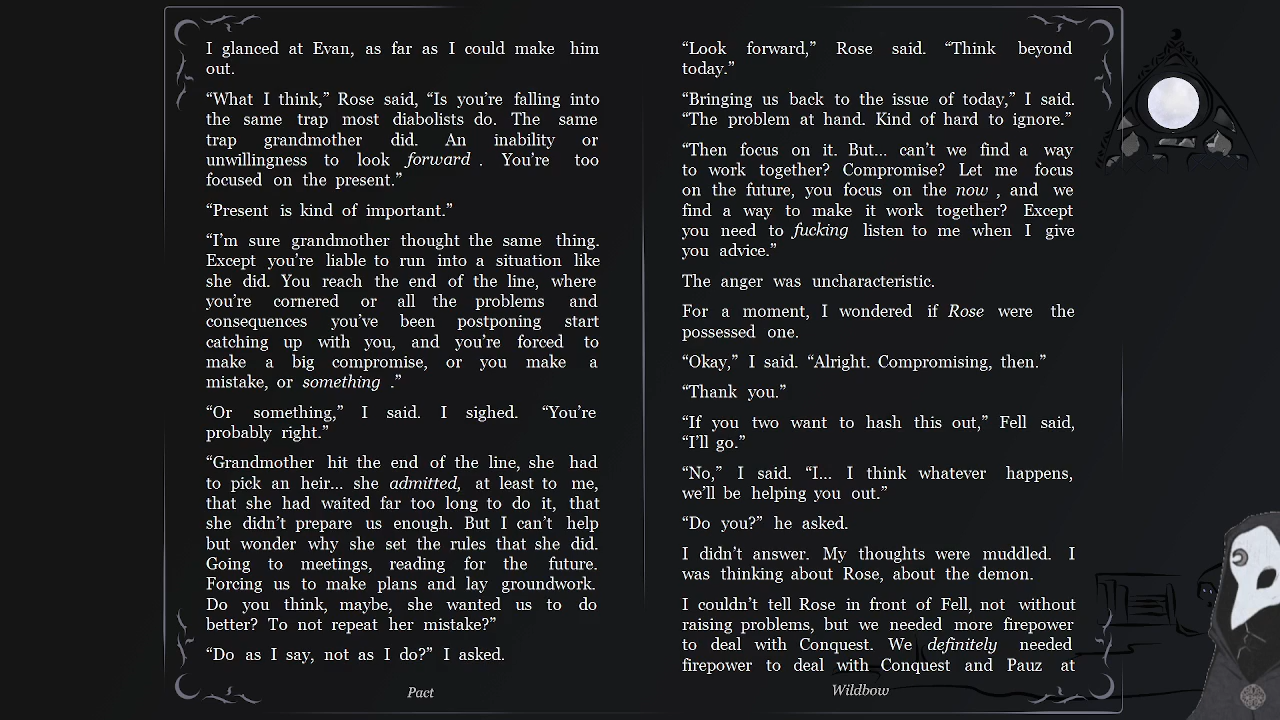 I glanced at Evan, as far as I could make him
out.
“What I think,” Rose said, “Is you’re falling into
the same trap most diabolists do. The same
trap grandmother did. An inability or
unwillingness to look forward . You’re too
focused on the present.”
“Present is kind of important.”
“I’m sure grandmother thought the same thing.
Except you’re liable to run into a situation like
she did. You reach the end of the line, where
you’re cornered or all the problems and
consequences you’ve been postponing start
catching up with you, and you’re forced to
make a big compromise, or you make a
mistake, or something .”
“Or something,” I said. I sighed. “You’re
probably right.”
“Grandmother hit the end of the line, she had
to pick an heir... she admitted, at least to me,
that she had waited far too long to do it, that
she didn’t prepare us enough. But I can’t help
but wonder why she set the rules that she did.
Going to meetings, reading for the future.
Forcing us to make plans and lay groundwork.
Do you think, maybe, she wanted us to do
better? To not repeat her mistake?”
“Do as I say, not as I do?” I asked.
Pact
“Look forward,” Rose said. “Think beyond
today.”
“Bringing us back to the issue of today,” I said.
“The problem at hand. Kind of hard to ignore.”
“Then focus on it. But... can’t we find a way
to work together? Compromise? Let me focus
on the future, you focus on the now , and we
find a way to make it work together? Except
you need to fucking listen to me when I give
you advice.”
The anger was uncharacteristic.
For a moment, I wondered if Rose were the
possessed one.
“Okay,” I said. “Alright. Compromising, then.”
“Thank you.”
“If you two want to hash this out,” Fell said,
“I’ll go.”
“No,” I said. “I... I think whatever happens,
we’ll be helping you out.”
“Do you?” he asked.
I didn’t answer. My thoughts were muddled. I
was thinking about Rose, about the demon.
I couldn’t tell Rose in front of Fell, not without
raising problems, but we needed more firepower
to deal with Conquest. We definitely needed
firepower to deal with Conquest and Pauz at
Wildbow